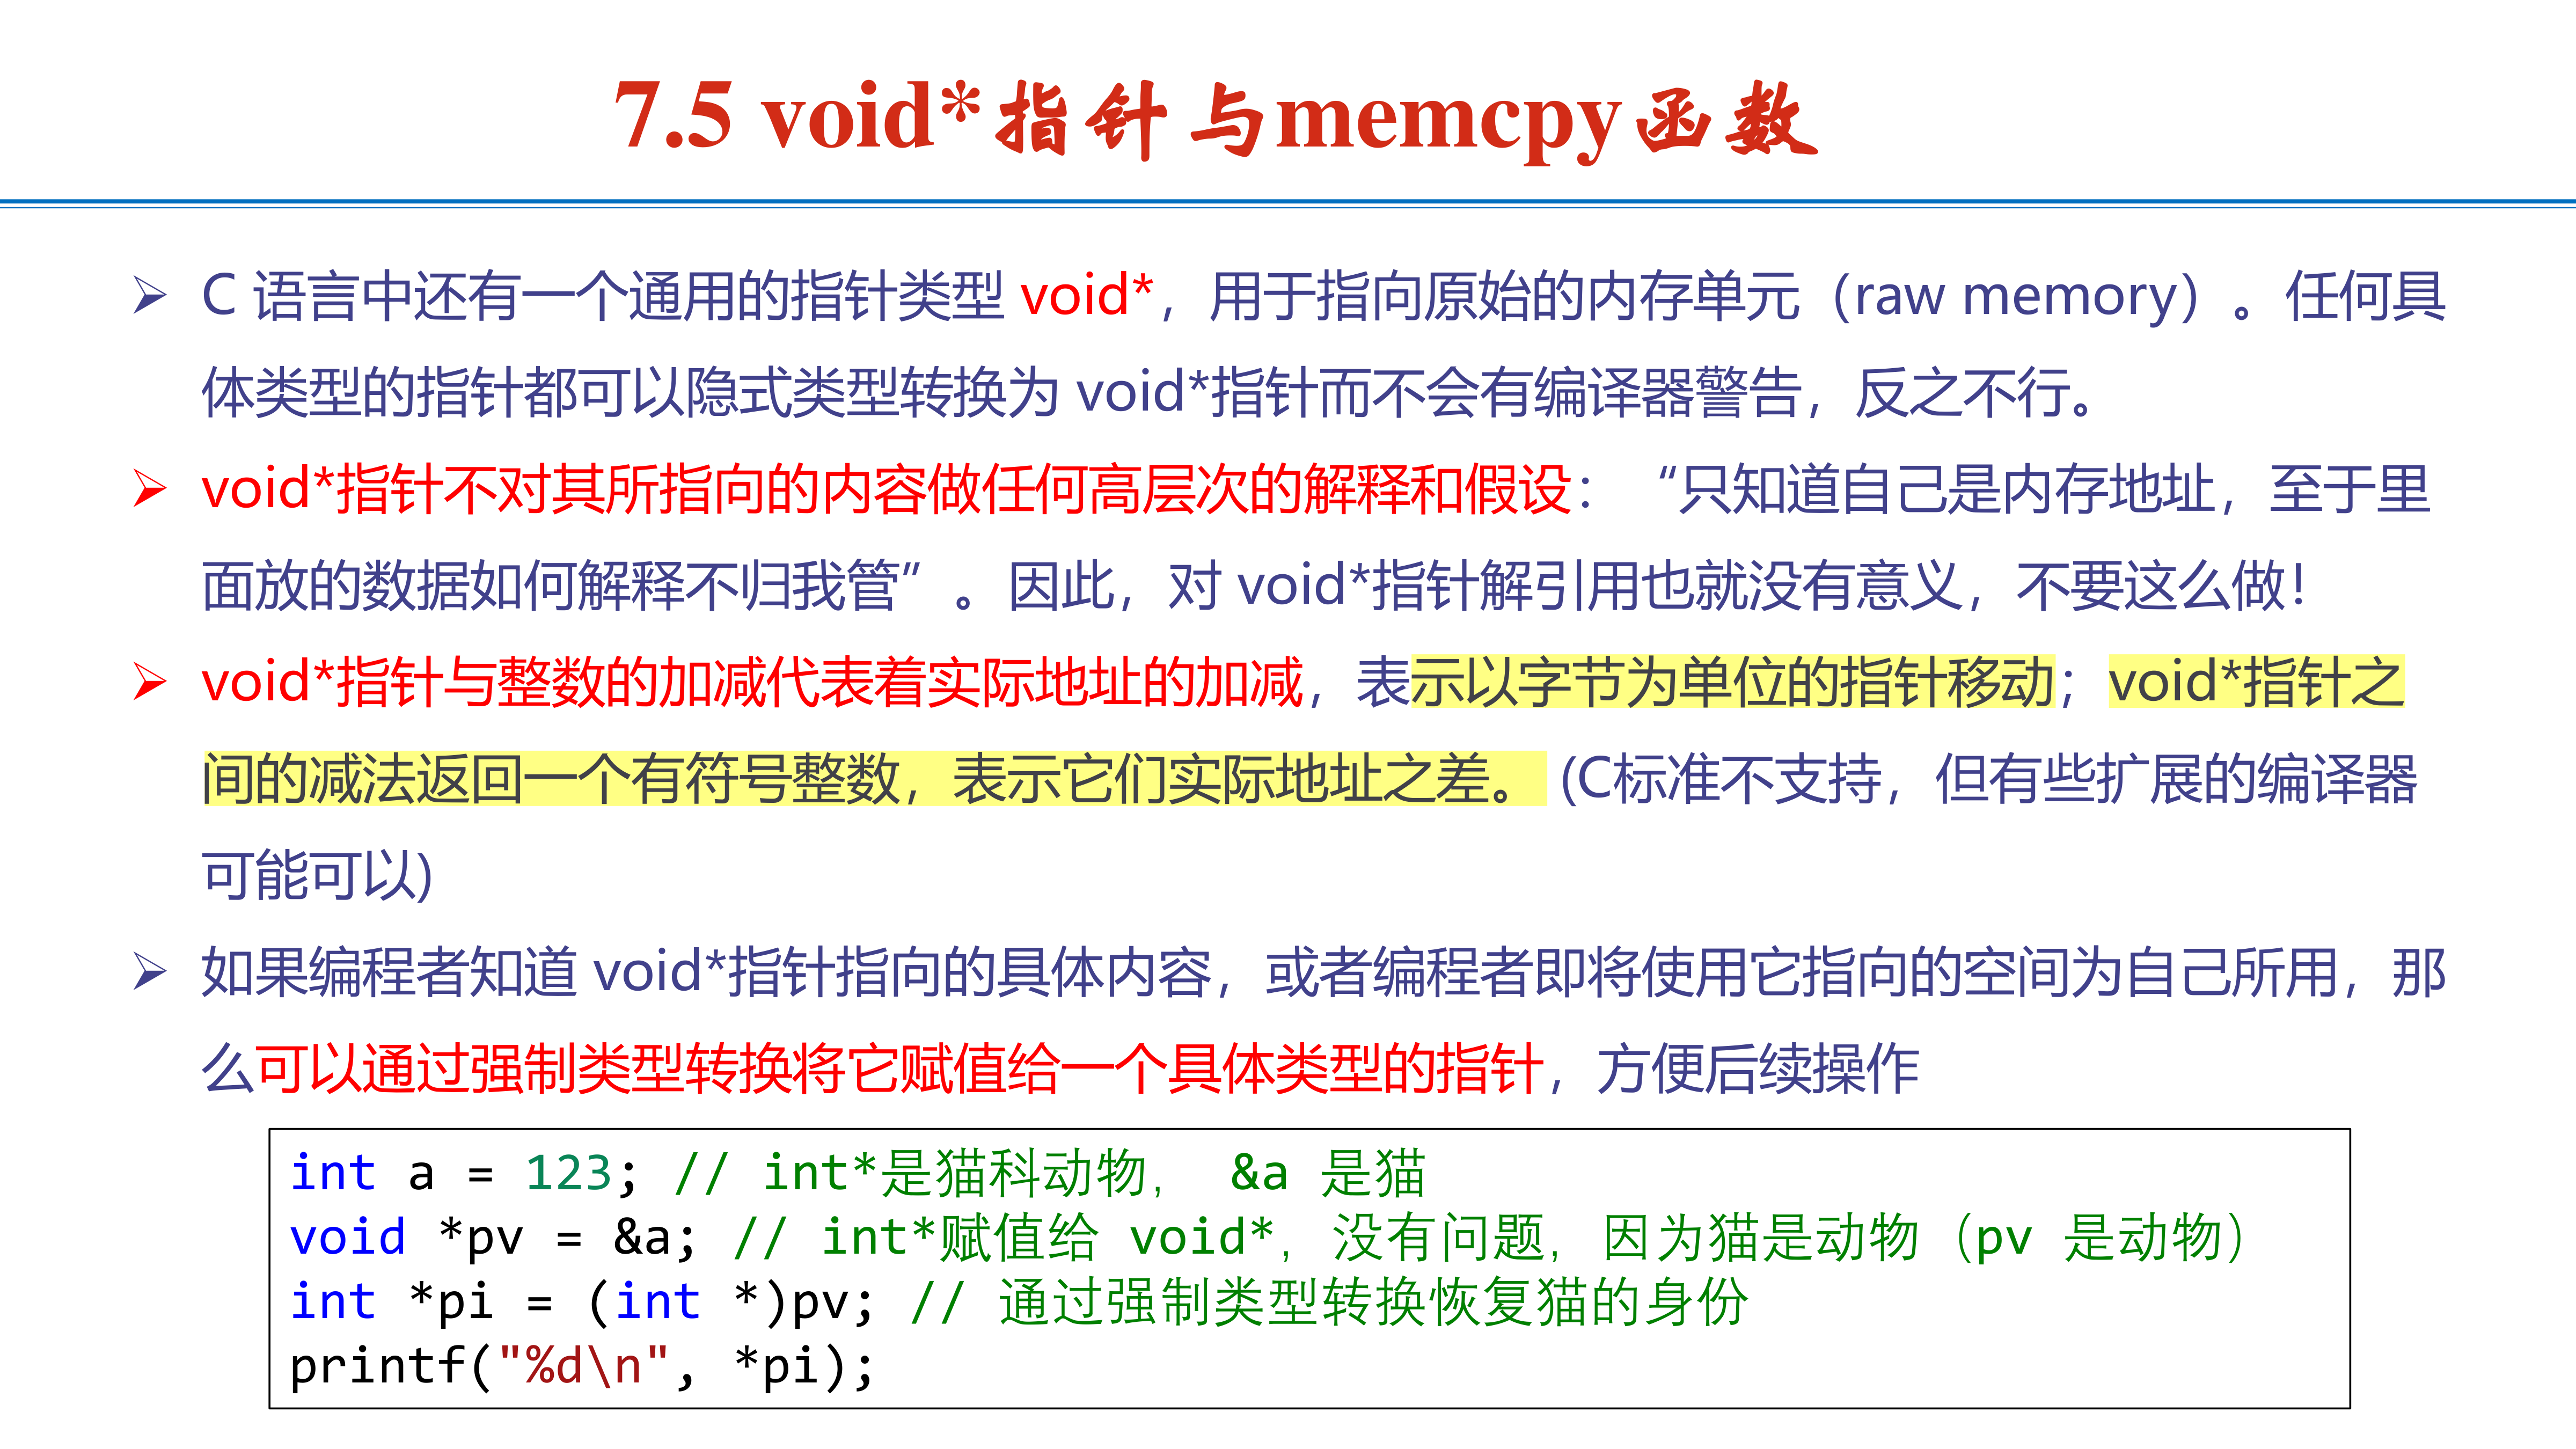 7.5 void*指针与memcpy函数
➢ C 语言中还有一个通用的指针类型 void*，用于指向原始的内存单元（raw memory）。任何具
体类型的指针都可以隐式类型转换为 void*指针而不会有编译器警告，反之不行。
➢ void*指针不对其所指向的内容做任何高层次的解释和假设：“只知道自己是内存地址，至于里
面放的数据如何解释不归我管”。因此，对 void*指针解引用也就没有意义，不要这么做！
➢ void*指针与整数的加减代表着实际地址的加减，表示以字节为单位的指针移动；void*指针之
间的减法返回一个有符号整数，表示它们实际地址之差。(C标准不支持，但有些扩展的编译器
可能可以)
➢ 如果编程者知道 void*指针指向的具体内容，或者编程者即将使用它指向的空间为自己所用，那
么可以通过强制类型转换将它赋值给一个具体类型的指针，方便后续操作
int a = 123; // int*是猫科动物， &a 是猫
void *pv = &a; // int*赋值给 void*，没有问题，因为猫是动物（pv 是动物）
int *pi = (int *)pv; // 通过强制类型转换恢复猫的身份
printf("%d\n", *pi);